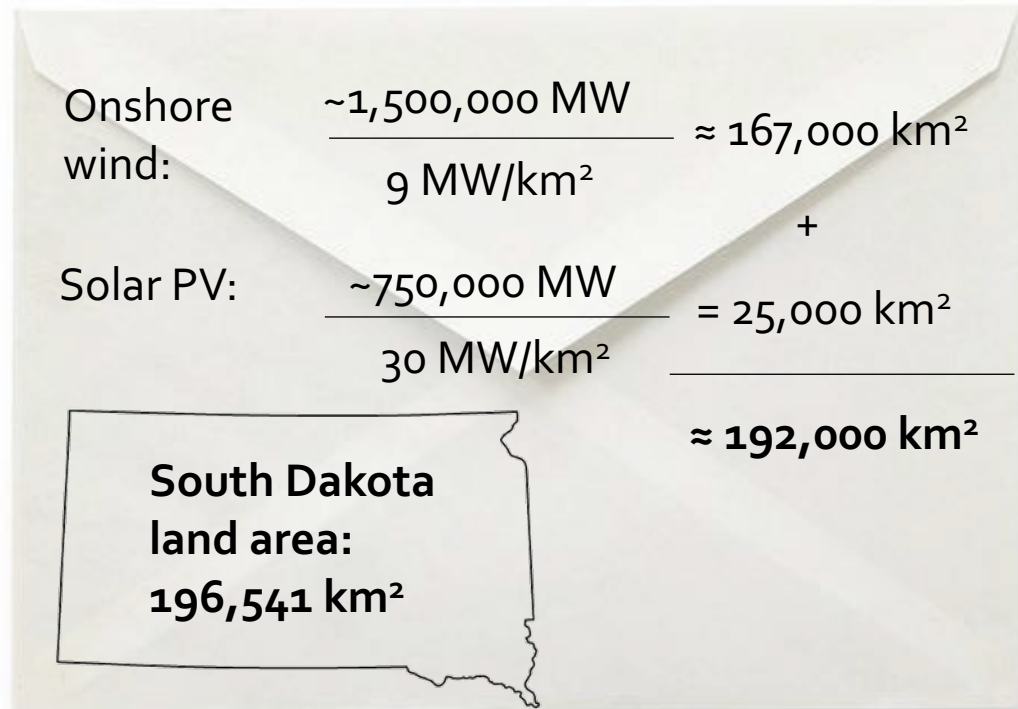 Onshore
wind:
~1,500,000 MW
9 MW/km²
≈ 167,000 km²
+
Solar PV:
~750,000 MW
30 MW/km²
= 25,000 km²
≈ 192,000 km²
South Dakota
land area:
196,541 km²